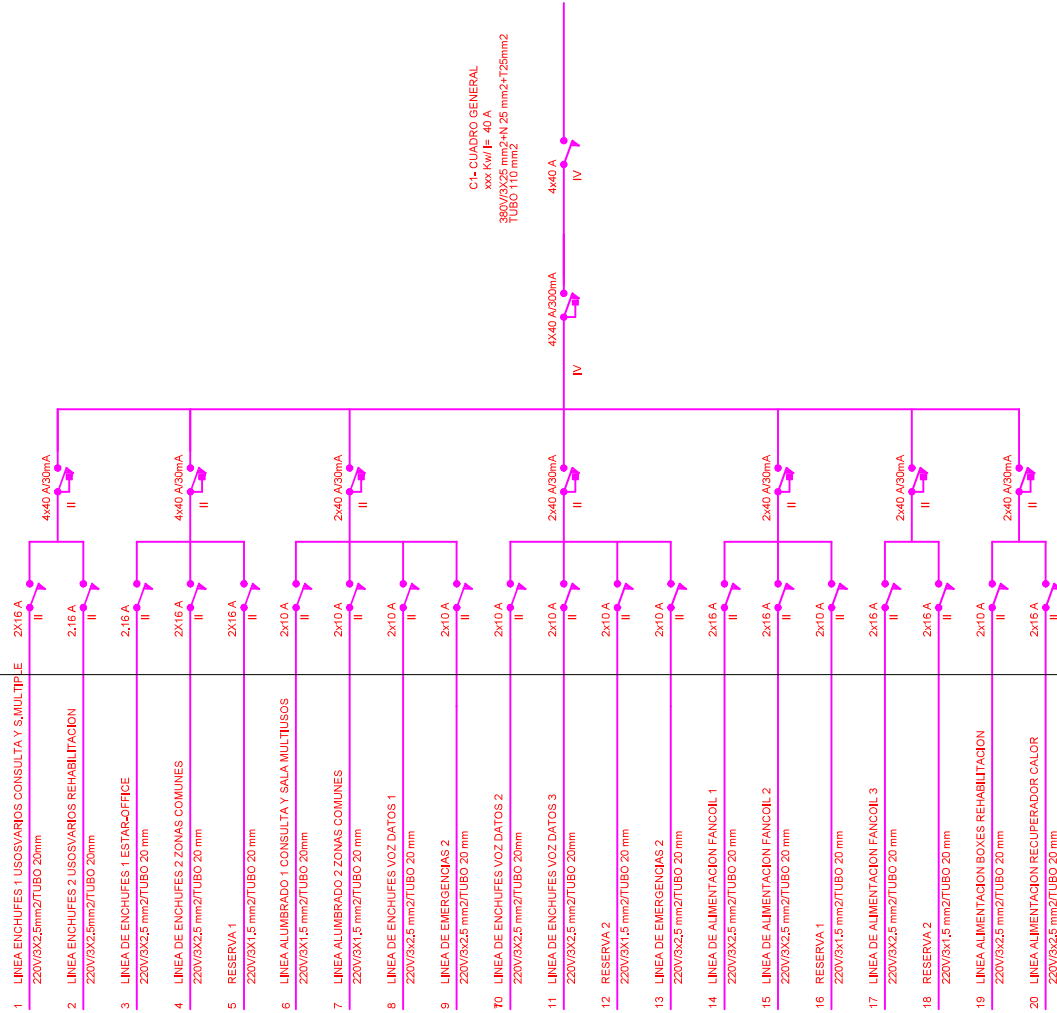 C1- CUADRO GENERAL
xxx Kw/ I= 40 A
380V/3X25 mm2+N 25 mm2+T25mm2
TUBO 110 mm2
4x40 A
IV
4X40 A/300mA
IV
4x40 A/30mA
II
4x40 A/30mA
II
2x40 A/30mA
II
2x40 A/30mA
II
2x40 A/30mA
II
2x40 A/30mA
II
2x40 A/30mA
II
2X16 A
II
2,16 A
II
2,16 A
II
2X16 A
II
2X16 A
II
2x10 A
II
2x10 A
II
2x10 A
II
2x10 A
II
2x10 A
II
2x10 A
II
2x10 A
II
2x10 A
II
2x16 A
II
2x16 A
II
2x10 A
II
2x16 A
II
2x16 A
II
2x10 A
II
2x16 A
II
1 LINEA ENCHUFES 1 USOSVARIOS CONSULTA Y S.MULTIPLE
220V/3X2,5mm2/TUBO 20mm
2 LINEA ENCHUFES 2 USOSVARIOS REHABILITACION
220V/3X2,5mm2/TUBO 20mm
3 LINEA DE ENCHUFES 1 ESTAR-OFFICE
220V/3X2,5 mm2/TUBO 20 mm
4 LINEA DE ENCHUFES 2 ZONAS COMUNES
220V/3X2,5 mm2/TUBO 20 mm
5 RESERVA 1
220V/3X1,5 mm2/TUBO 20 mm
6 LINEA ALUMBRADO 1 CONSULTA Y SALA MULTIUSOS
220V/3x1,5 mm2/TUBO 20 mm
7 LINEA ALUMBRADO 2 ZONAS COMUNES
220V/3X1,5 mm2/TUBO 20 mm
8 LINEA DE ENCHUFES VOZ DATOS 1
220V/3X2,5 mm2/TUBO 20 mm
9 LINEA DE EMERGENCIAS 2
220V/3x2,5 mm2/TUBO 20 mm
10 LINEA ENCHUFES VOZ DATOS 2
220V/3X2,5 mm2/TUBO 20mm
11 LINEA DE ENCHUFES VOZ DATOS 3
220V/3X2,5 mm2/TUBO 20mm
12 RESERVA 2
220V/3x1,5 mm2/TUBO 20 mm
13 LINEA DE EMERGENCIAS 2
220V/3x2,5 mm2/TUBO 20 mm
14 LINEA DE ALIMENTACION FANCOIL 1
220V/3x2,5 mm2/TUBO 20 mm
15 LINEA DE ALIMENTACION FANCOIL 2
220V/3x2,5 mm2/TUBO 20 mm
16 RESERVA 1
220V/3x1,5 mm2/TUBO 20 mm
17 LINEA DE ALIMENTACION FANCOIL 3
220V/3x2,5 mm2/TUBO 20 mm
18 RESERVA 2
220V/3x1,5 mm2/TUBO 20 mm
19 LINEA ALIMENTACION BOXES REHABILITACION
220V/3x2,5 mm2/TUBO 20 mm
20 LINEA ALIMENTACION RECUPERADOR CALOR
220V/3x2,5 mm2/TUBO 20 mm